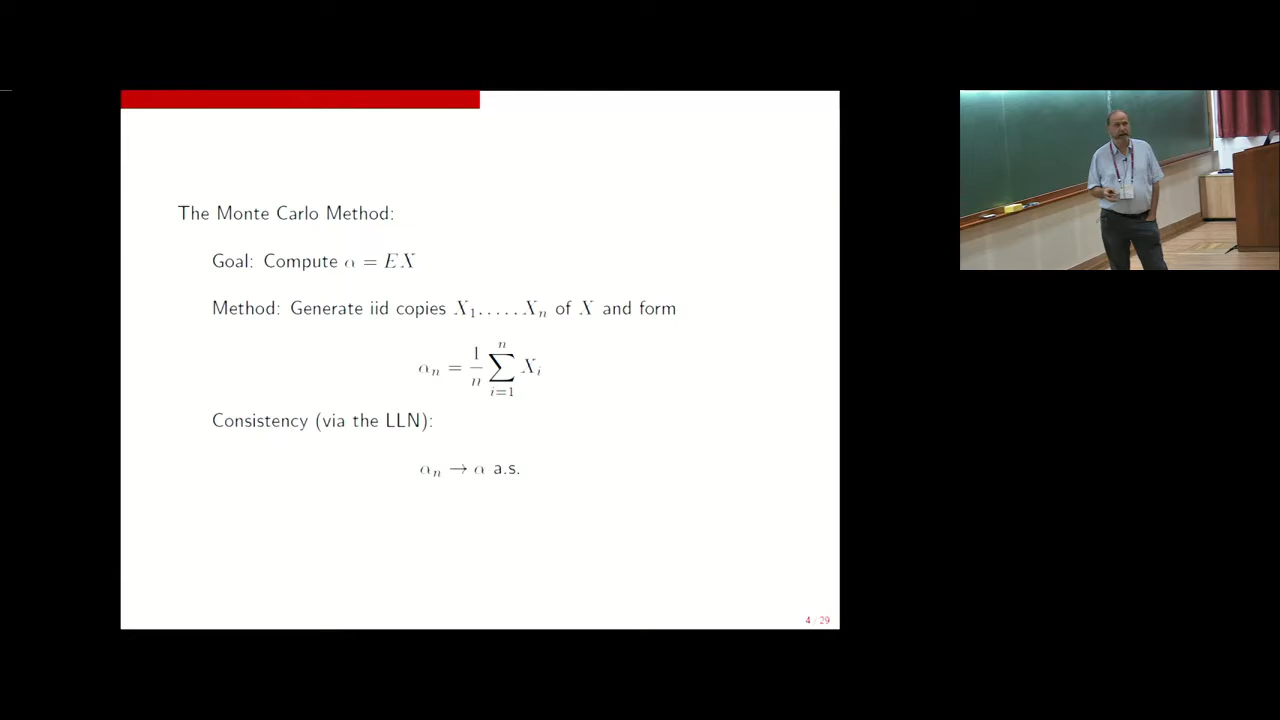 The Monte Carlo Method:
Goal: Compute α = EX
Method: Generate iid copies X₁.....Xₙ of X and form
αₙ = 1/n ∑ᵢ₌₁ⁿ Xᵢ
Consistency (via the LLN):
αₙ → α a.s.
4 / 29